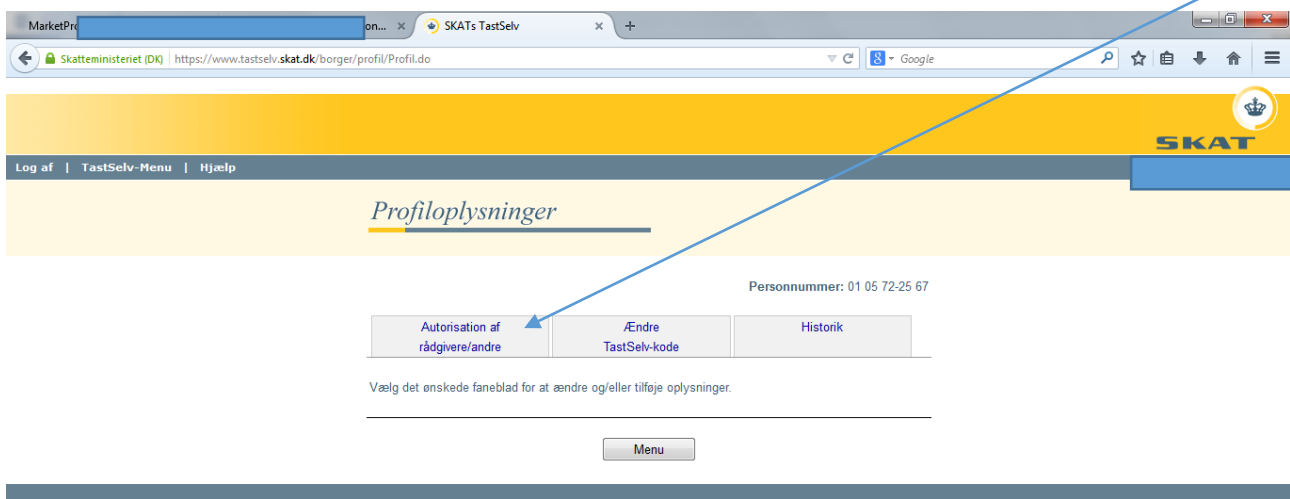 MarketPr
on...
SKATs TastSelv
Skatteministeriet (DK)
https://www.tastselv.skat.dk/borger/profil/Profil.do
Google
SKAT
Log af | TastSelv-Menu | Hjælp
Profiloplysninger
Personnummer: 01 05 72-25 67
Autorisation af
rådgivere/andre
Ændre
TastSelv-kode
Historik
Vælg det ønskede faneblad for at ændre og/eller tilføje oplysninger.
Menu